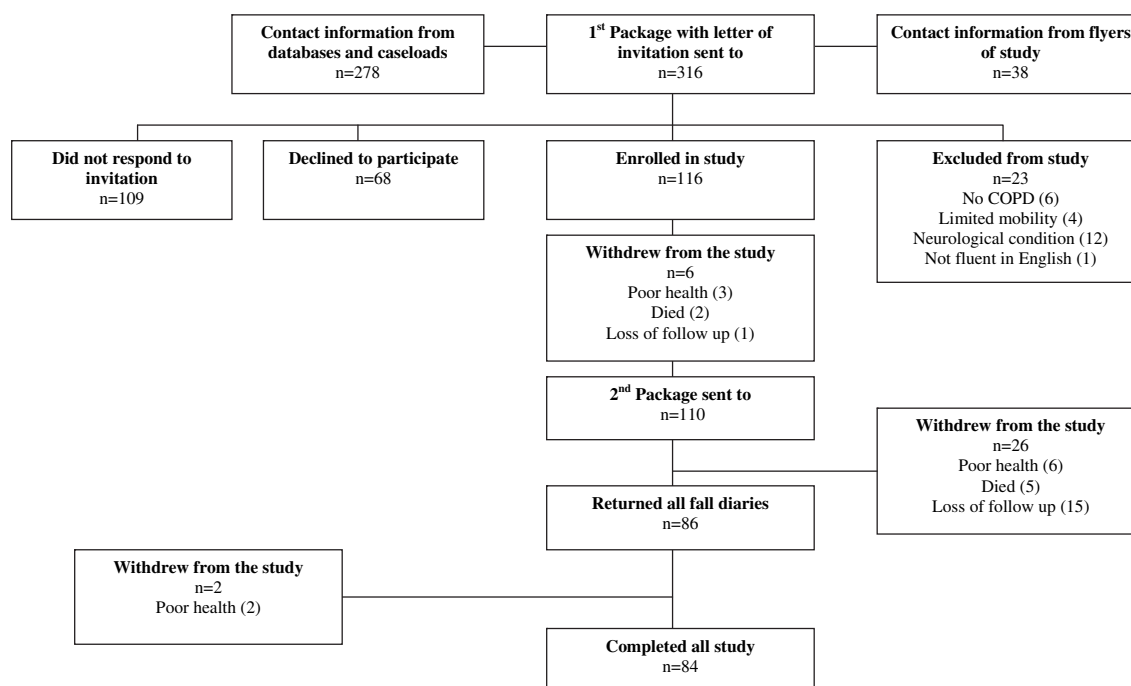 Contact information from
databases and caseloads
n=278
1st Package with letter of
invitation sent to
n=316
Contact information from flyers
of study
n=38
Did not respond to
invitation
n=109
Declined to participate
n=68
Enrolled in study
n=116
Excluded from study
n=23
No COPD (6)
Limited mobility (4)
Neurological condition (12)
Not fluent in English (1)
Withdrew from the study
n=6
Poor health (3)
Died (2)
Loss of follow up (1)
2nd Package sent to
n=110
Withdrew from the study
n=26
Poor health (6)
Died (5)
Loss of follow up (15)
Returned all fall diaries
n=86
Withdrew from the study
n=2
Poor health (2)
Completed all study
n=84